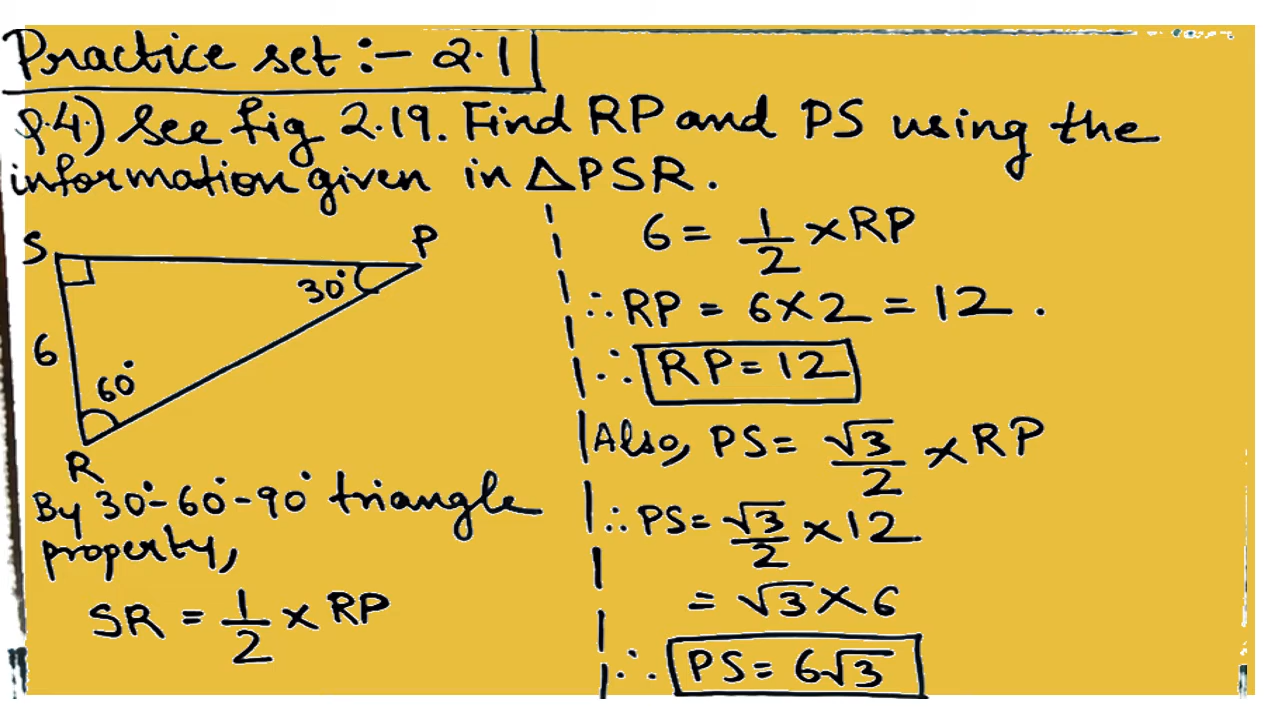 Practice set :- 2.1
Q.4.) See fig 2.19. Find RP and PS using the
information given in △PSR.
S
P
30°
6
60°
R
By 30°-60°-90° triangle
property,
SR = 1/2 × RP
6 = 1/2 × RP
∴ RP = 6×2 = 12 .
∴ RP = 12
Also, PS = √3/2 × RP
∴ PS = √3/2 × 12
= √3 × 6
∴ PS = 6√3